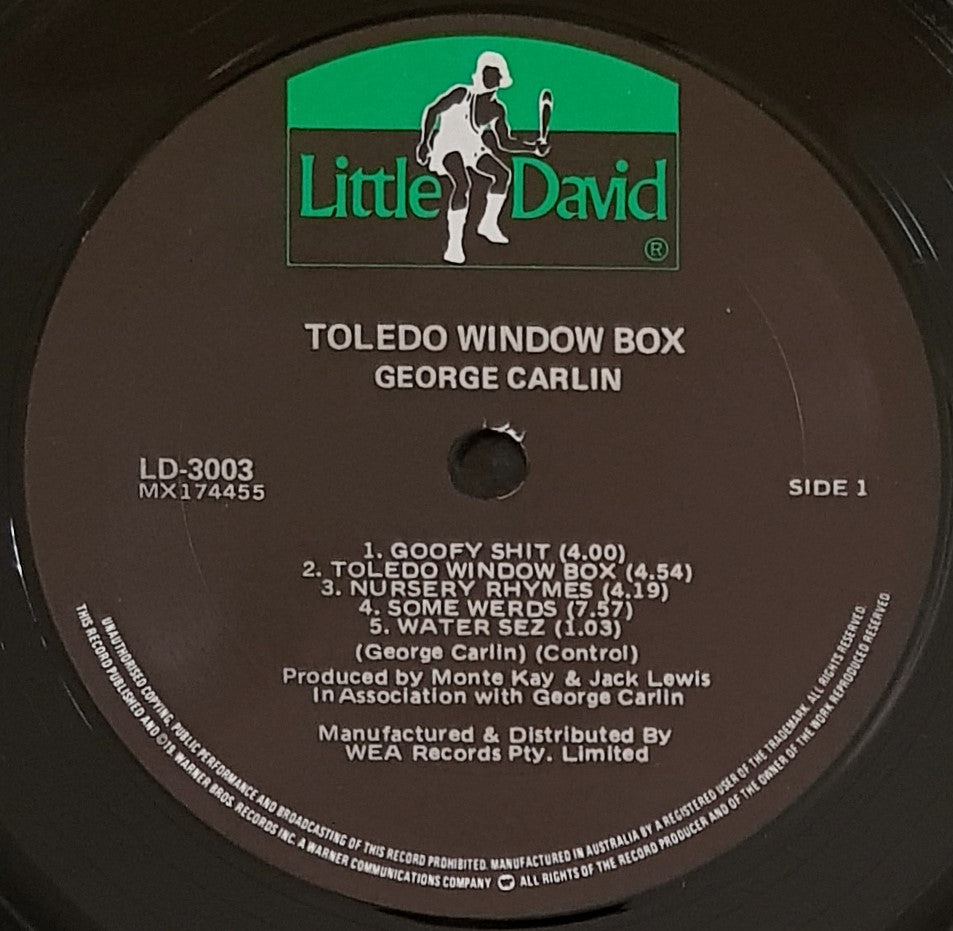 Little David ®
TOLEDO WINDOW BOX
GEORGE CARLIN
LD-3003
MX174455
SIDE 1
1. GOOFY SHIT (4.00)
2. TOLEDO WINDOW BOX (4.54)
3. NURSERY RHYMES (4.19)
4. SOME WERDS (7.57)
5. WATER SEZ (1.03)
(George Carlin) (Control)
Produced by Monte Kay & Jack Lewis
In Association with George Carlin
Manufactured & Distributed By
WEA Records Pty. Limited
UNAUTHORISED COPYING, PUBLIC PERFORMANCE AND BROADCASTING OF THIS RECORD PROHIBITED. MANUFACTURED IN AUSTRALIA BY A REGISTERED USER OF THE TRADEMARK. ALL RIGHTS RESERVED.
THIS RECORD PUBLISHED AND ©19. WARNER BROS. RECORDS INC. A WARNER COMMUNICATIONS COMPANY ALL RIGHTS OF THE RECORD PRODUCER AND OF THE OWNER OF THE WORK REPRODUCED RESERVED